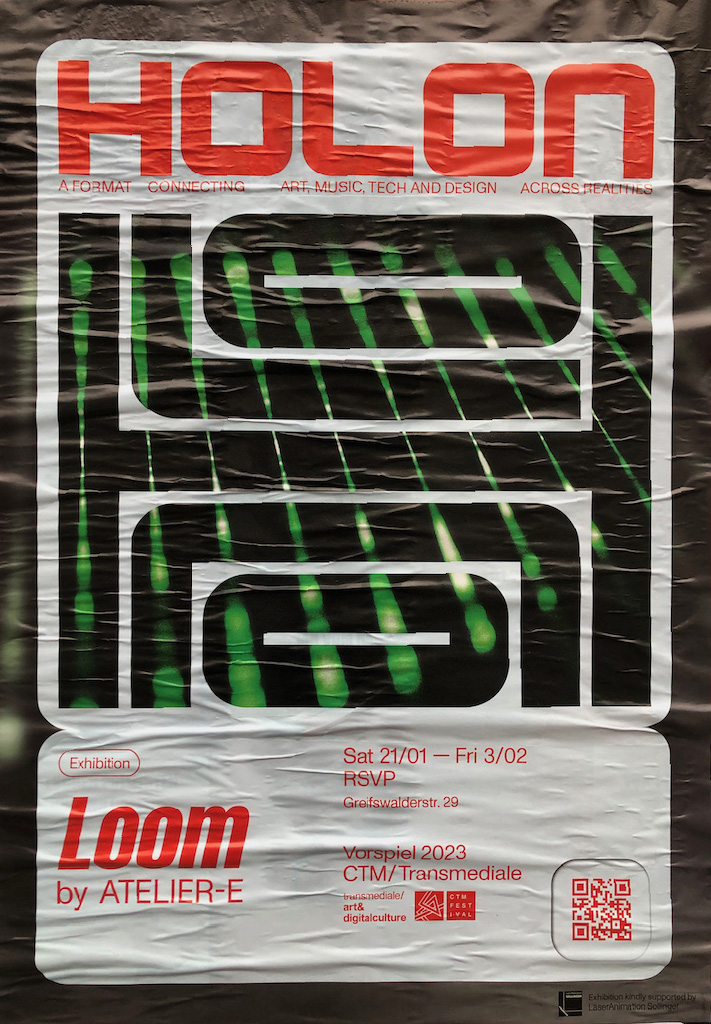 HOLON
A FORMAT CONNECTING ART, MUSIC, TECH AND DESIGN ACROSS REALITIES
Exhibition
Loom
by ATELIER-E
Sat 21/01 — Fri 3/02
RSVP
Greifswalderstr. 29
Vorspiel 2023
CTM/Transmediale
transmediale/
art&
digitalculture
CTM
FEST
I-VAL
Exhibition kindly supported by
LaserAnimation Sollinger